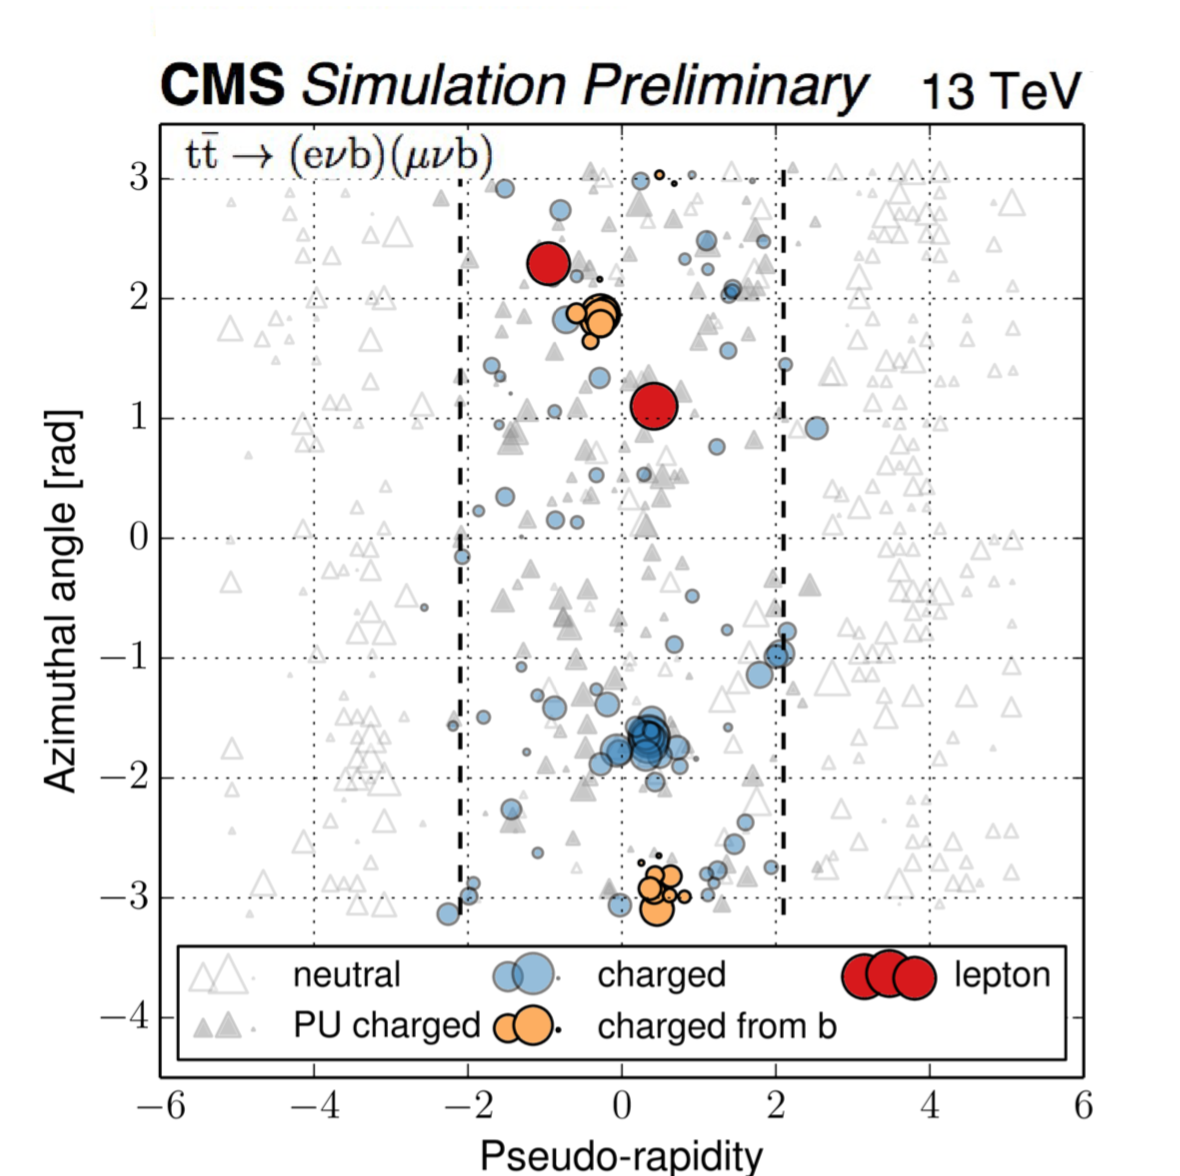 CMS Simulation Preliminary 13 TeV
tt̄ → (eνb)(μνb)
3
2
1
0
−1
−2
−3
−4
Azimuthal angle [rad]
neutral charged lepton
PU charged charged from b
−6 −4 −2 0 2 4 6
Pseudo-rapidity